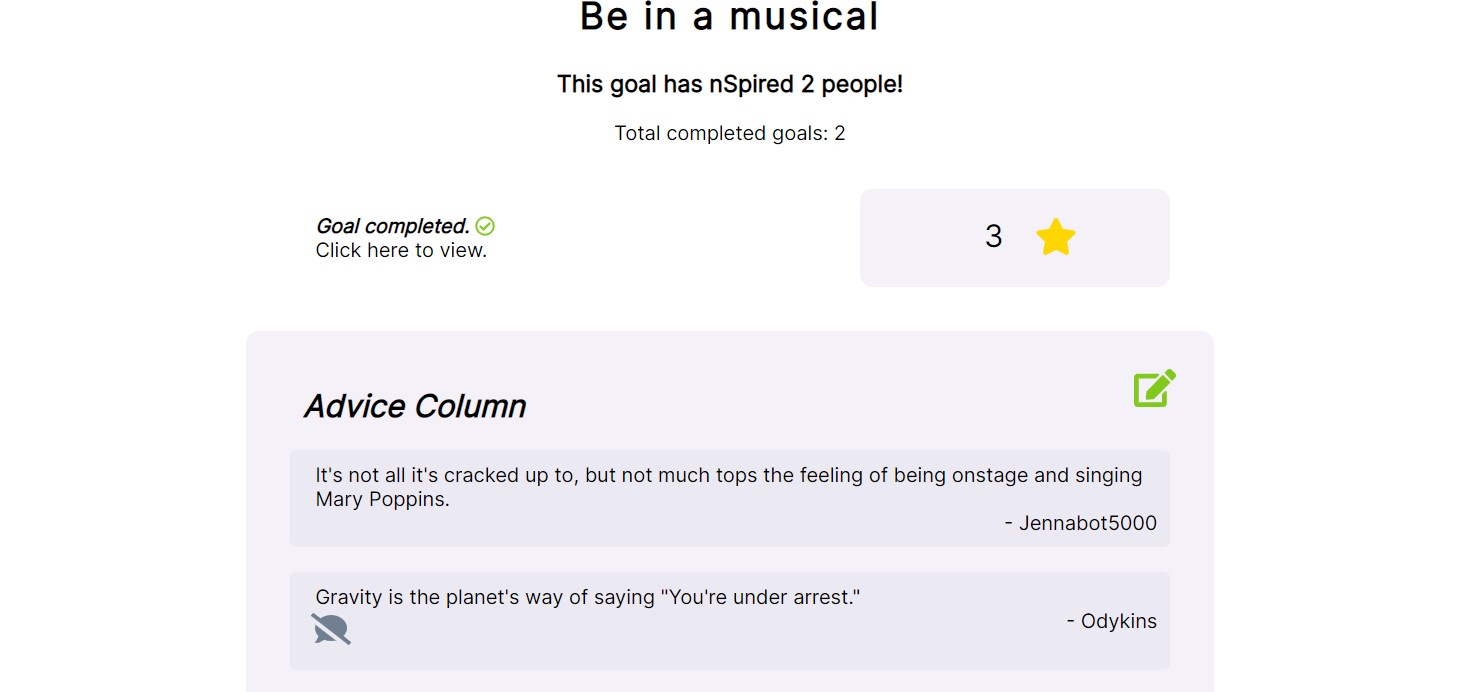 Be in a musical
This goal has nSpired 2 people!
Total completed goals: 2
Goal completed.
Click here to view.
3
Advice Column
It's not all it's cracked up to, but not much tops the feeling of being onstage and singing
Mary Poppins.
- Jennabot5000
Gravity is the planet's way of saying "You're under arrest."
- Odykins